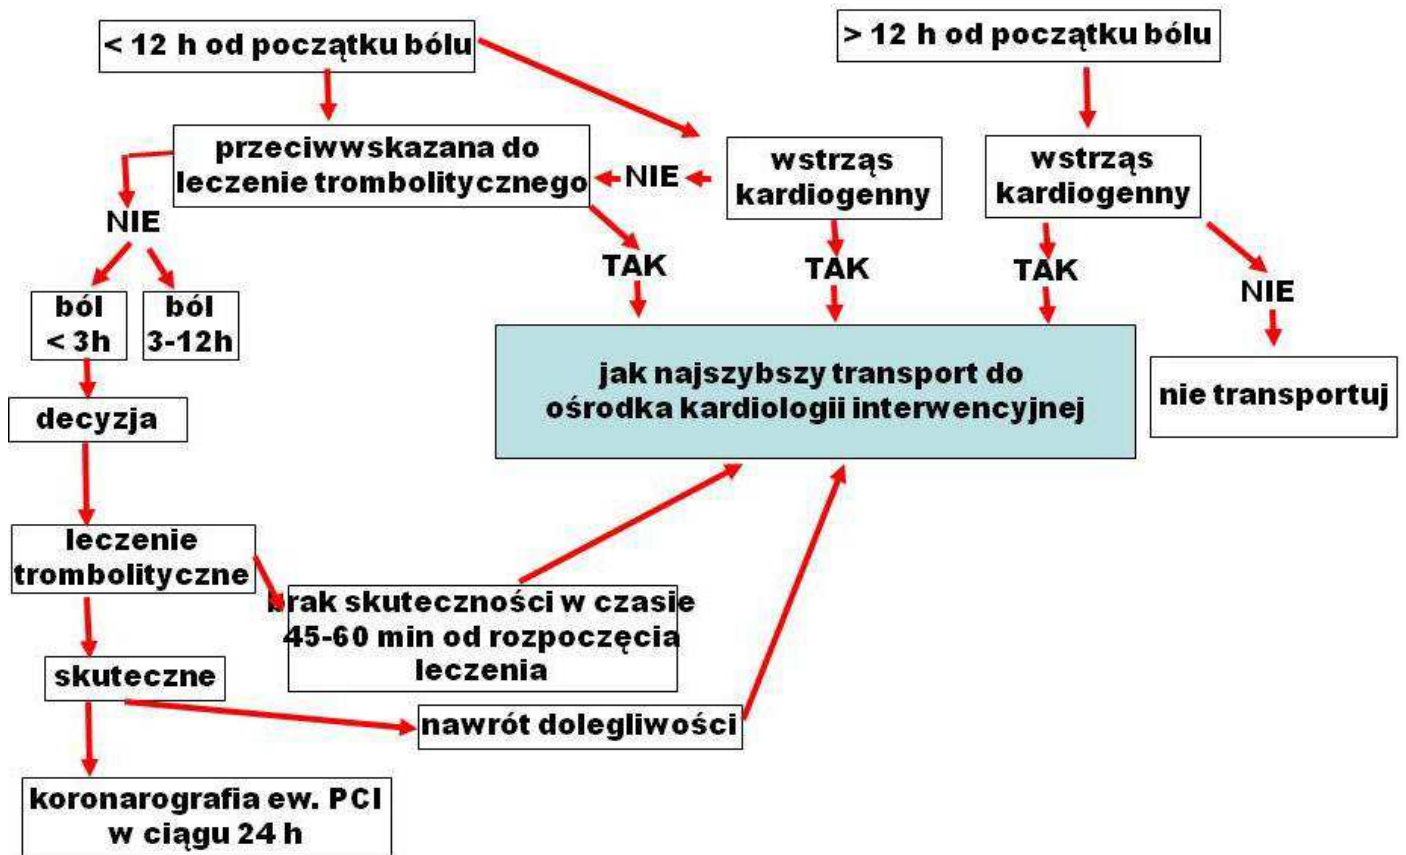 < 12 h od początku bólu
> 12 h od początku bólu
przeciwwskazana do
leczenie trombolitycznego
NIE
wstrząs
kardiogenny
wstrząs
kardiogenny
NIE
TAK
TAK
TAK
NIE
ból
< 3h
ból
3-12h
jak najszybszy transport do
ośrodka kardiologii interwencyjnej
nie transportuj
decyzja
leczenie
trombolityczne
brak skuteczności w czasie
45-60 min od rozpoczęcia
leczenia
skuteczne
nawrót dolegliwości
koronarografia ew. PCI
w ciągu 24 h